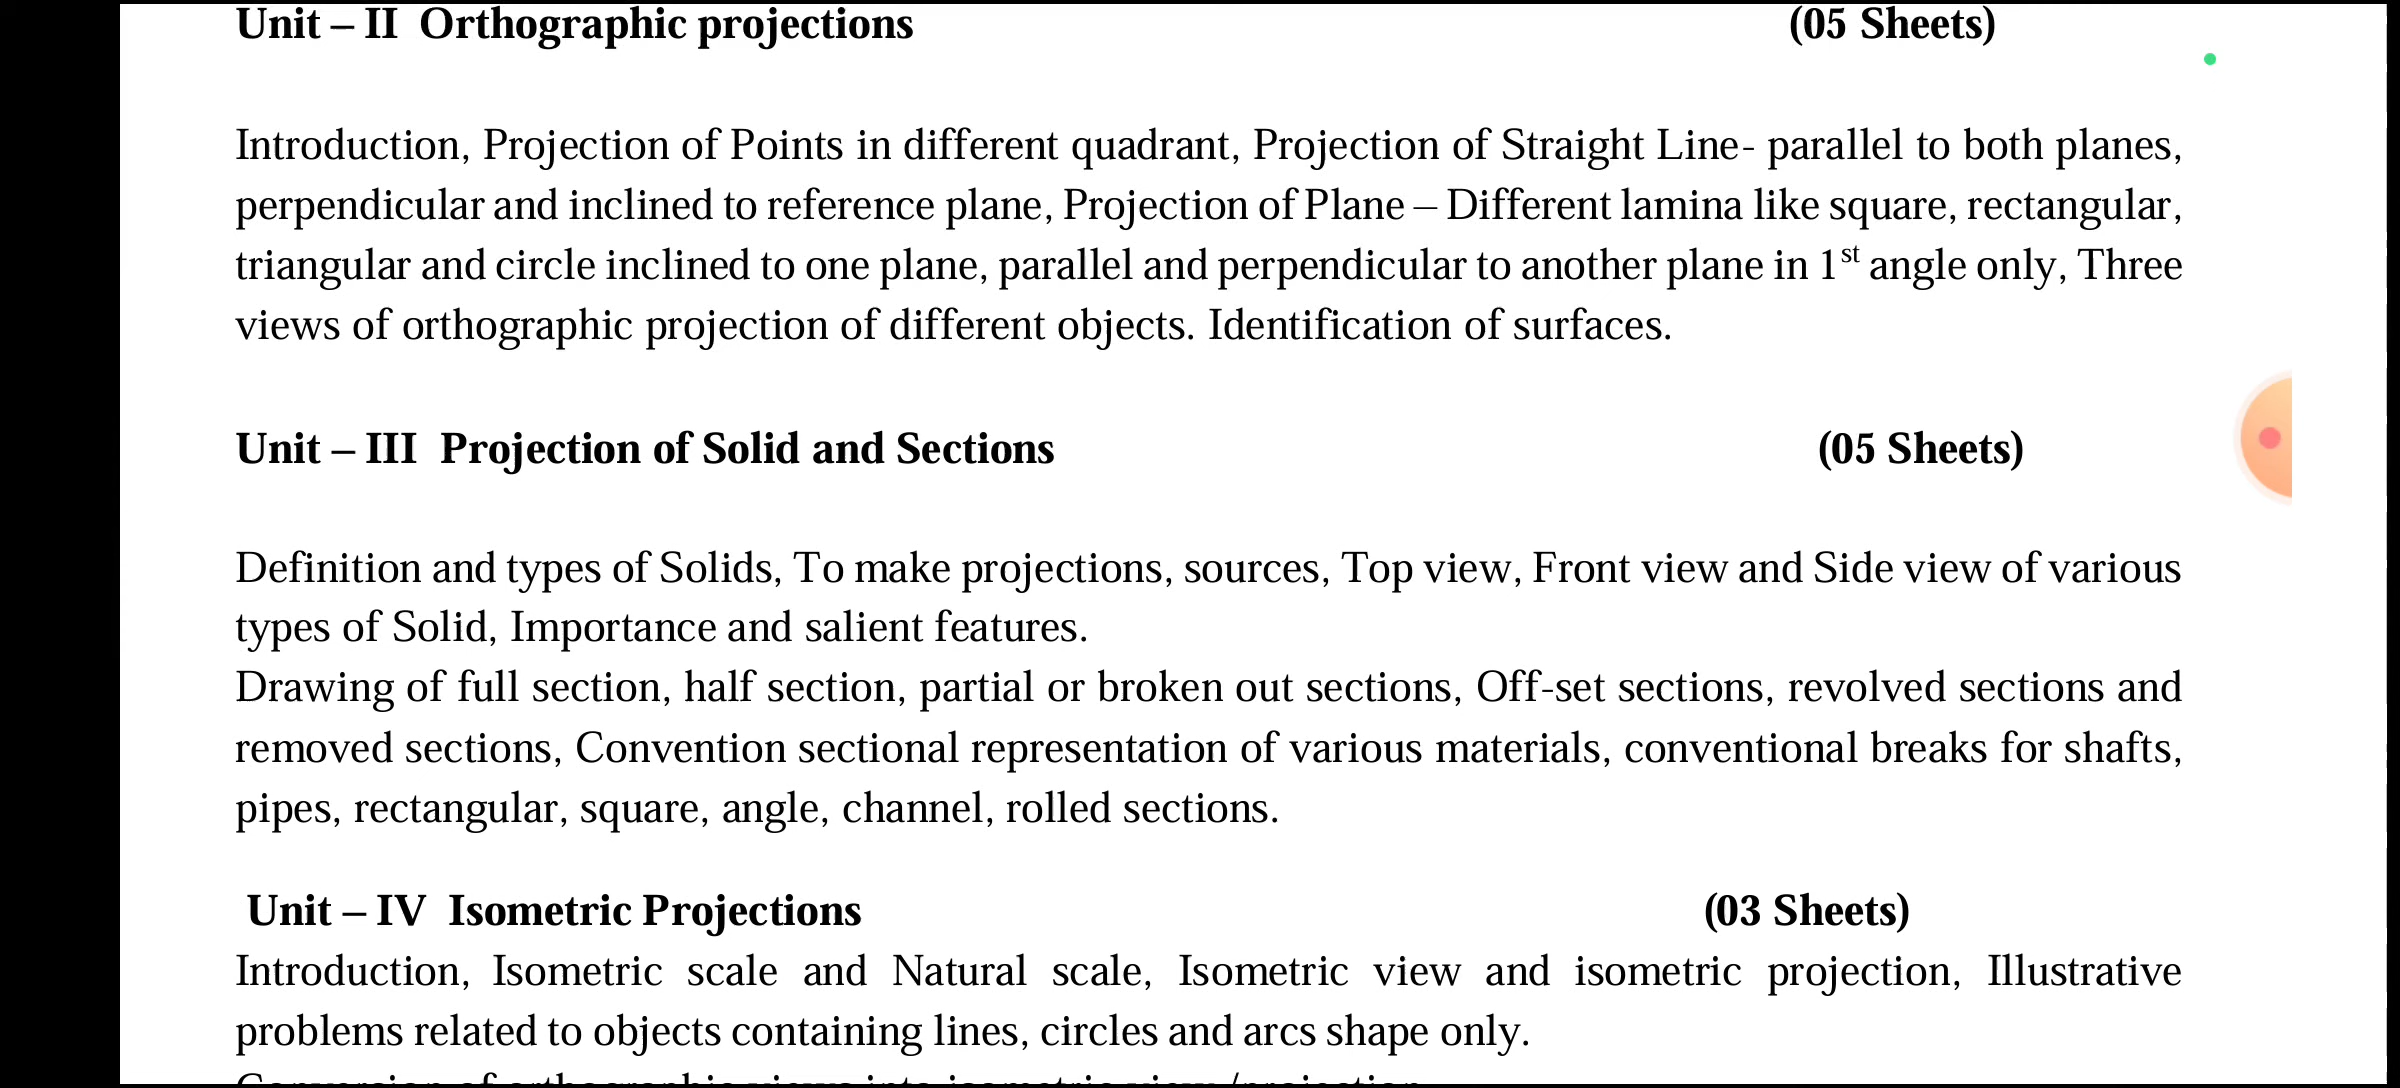 Unit – II Orthographic projections (05 Sheets)
Introduction, Projection of Points in different quadrant, Projection of Straight Line- parallel to both planes,
perpendicular and inclined to reference plane, Projection of Plane – Different lamina like square, rectangular,
triangular and circle inclined to one plane, parallel and perpendicular to another plane in 1st angle only, Three
views of orthographic projection of different objects. Identification of surfaces.
Unit – III Projection of Solid and Sections (05 Sheets)
Definition and types of Solids, To make projections, sources, Top view, Front view and Side view of various
types of Solid, Importance and salient features.
Drawing of full section, half section, partial or broken out sections, Off-set sections, revolved sections and
removed sections, Convention sectional representation of various materials, conventional breaks for shafts,
pipes, rectangular, square, angle, channel, rolled sections.
Unit – IV Isometric Projections (03 Sheets)
Introduction, Isometric scale and Natural scale, Isometric view and isometric projection, Illustrative
problems related to objects containing lines, circles and arcs shape only.
Conversion of orthographic views into isometric view /projection